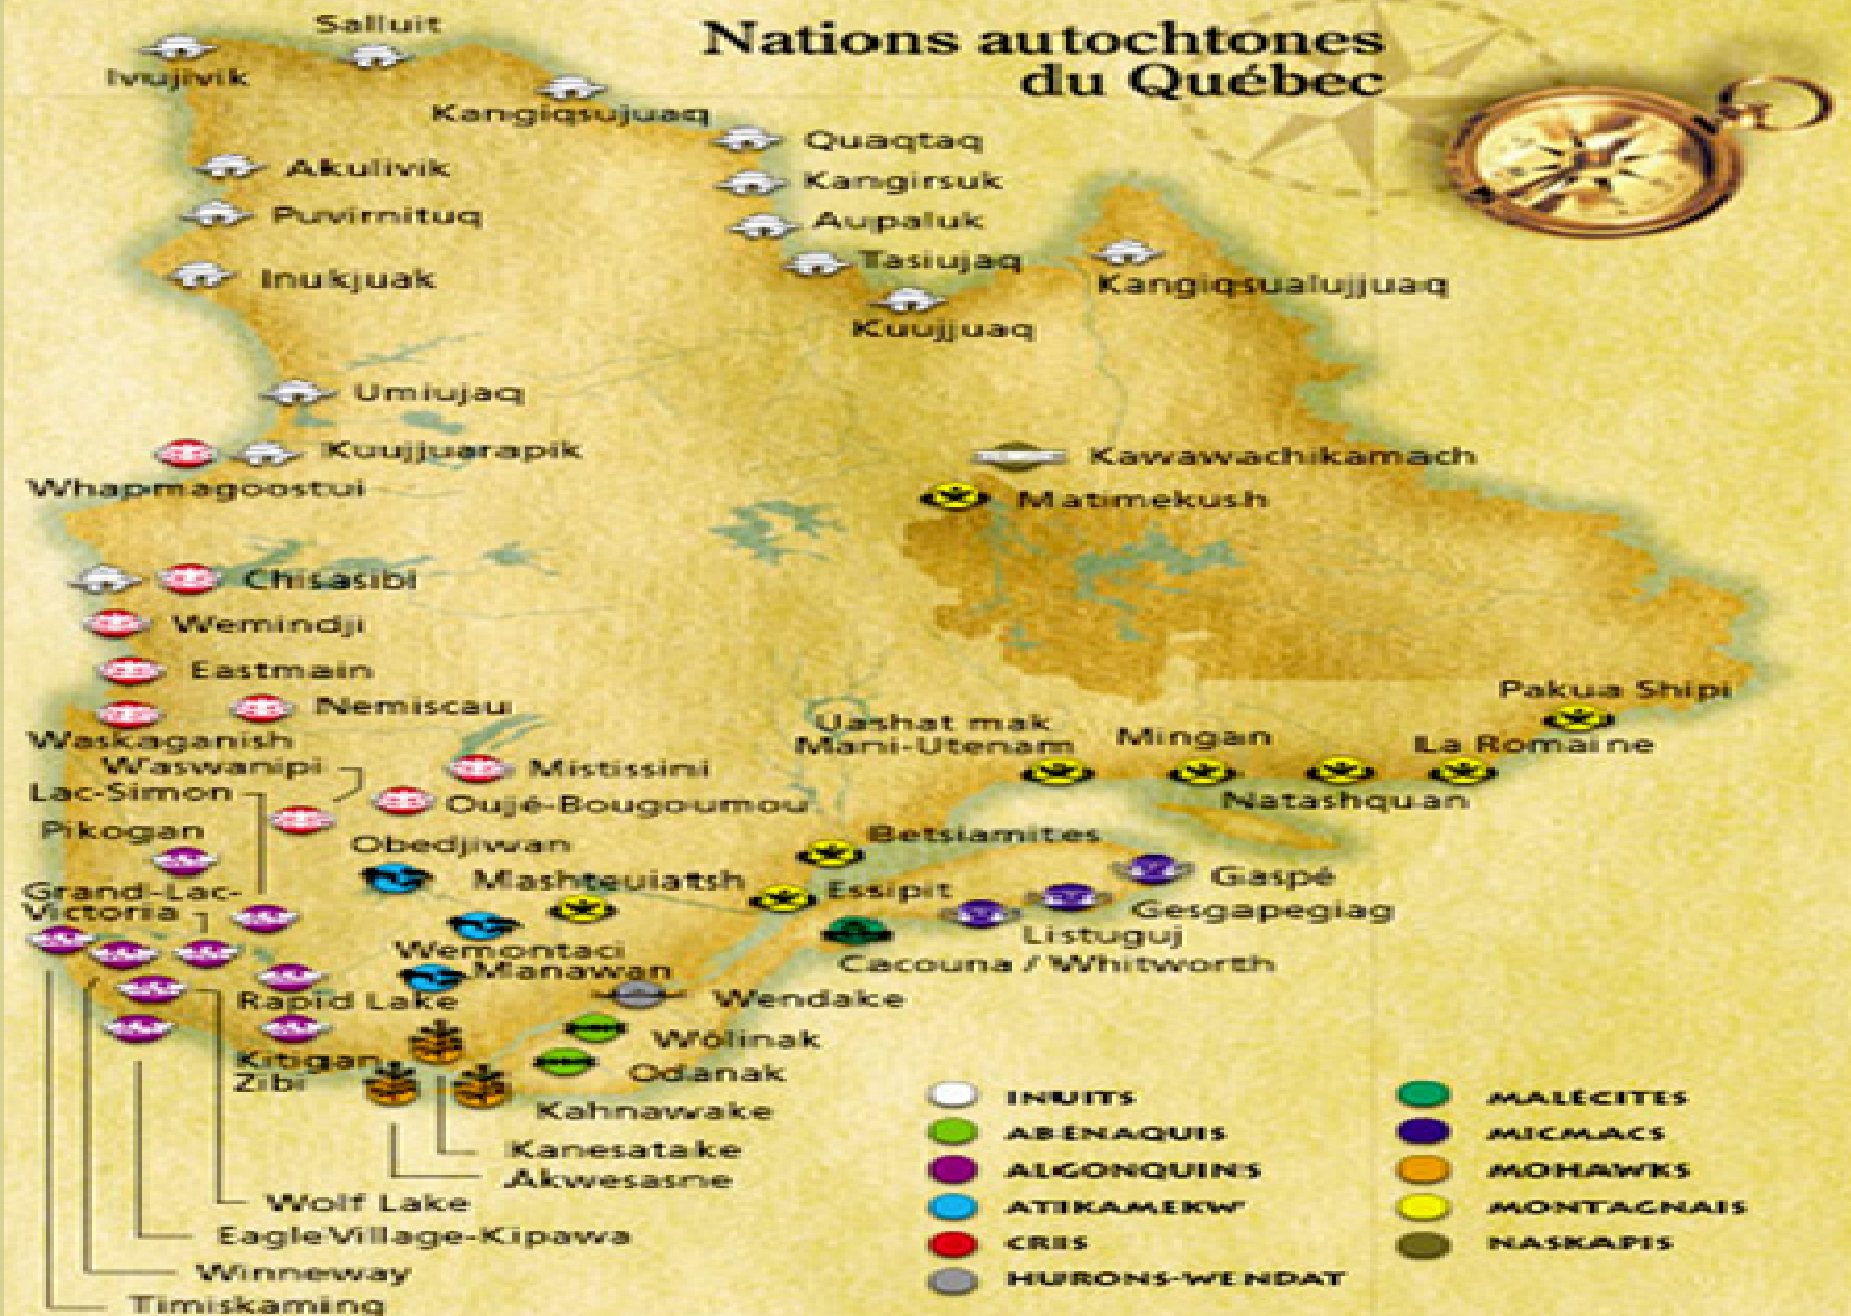 Nations autochtones
du Québec
Salluit
Ivujivik
Kangiqsujuaq
Quaqtaq
Akulivik
Kangirsuk
Puvirnituq
Aupaluk
Tasiujaq
Inukjuak
Kangiqsualujjuaq
Kuujjuaq
Umiujaq
Kuujjuarapik
Kawawachikamach
Whapmagoostui
Matimekush
Chisasibi
Wemindji
Eastmain
Pakua Shipi
Nemiscau
Uashat mak
Mani-Utenam
Mingan
La Romaine
Waskaganish
Waswanipi
Mistissini
Lac-Simon
Oujé-Bougoumou
Natashquan
Pikogan
Obedjiwan
Betsiamites
Mashteuiatsh
Essipit
Gaspé
Grand-Lac-
Victoria
Gesgapegiag
Listuguj
Wemontaci
Cacouna / Whitworth
Manawan
Rapid Lake
Wendake
Wôlinak
Kitigan
Zibi
Odanak
Kahnawake
Kanesatake
Akwesasne
Wolf Lake
Eagle Village-Kipawa
Winneway
Timiskaming
INUITS
ABÉNAQUIS
ALGONQUINS
ATIKAMEKW
CRIS
HURONS-WENDAT
MALÉCITES
MICMACS
MOHAWKS
MONTAGNAIS
NASKAPIS